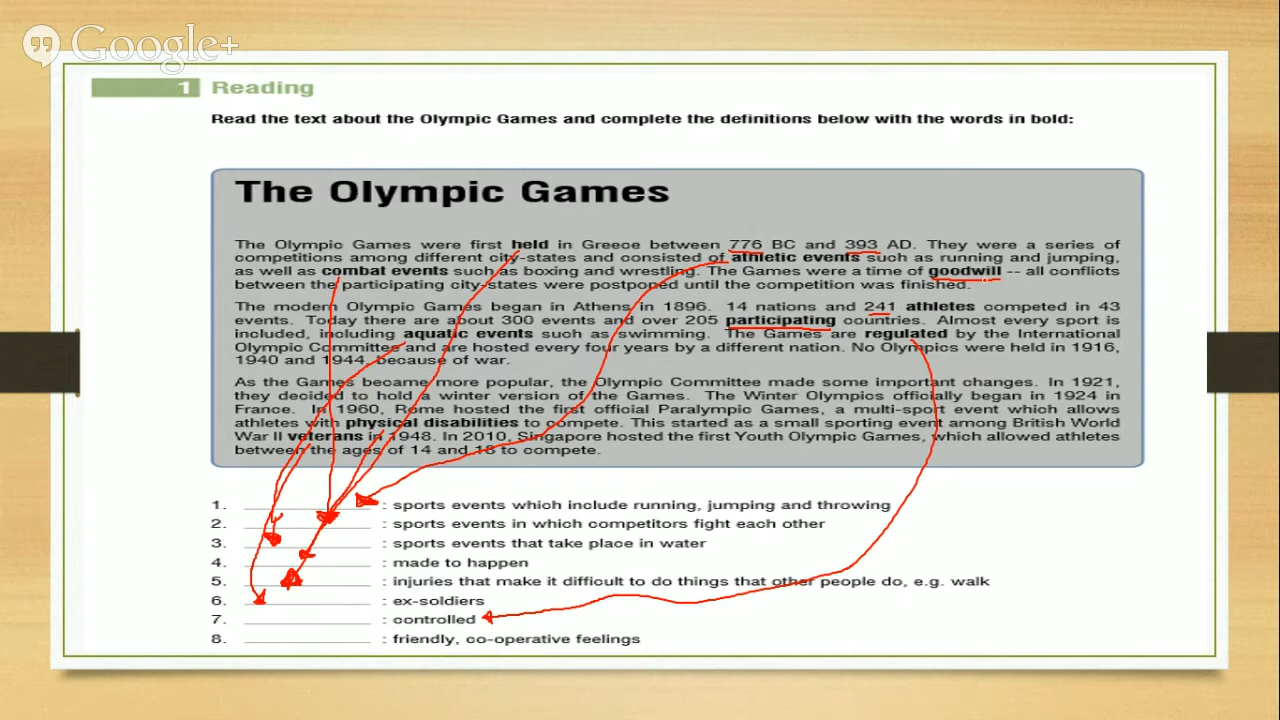 Google+
1 Reading
Read the text about the Olympic Games and complete the definitions below with the words in bold:
The Olympic Games
The Olympic Games were first held in Greece between 776 BC and 393 AD. They were a series of
competitions among different city-states and consisted of athletic events such as running and jumping,
as well as combat events such as boxing and wrestling. The Games were a time of goodwill -- all conflicts
between the participating city-states were postponed until the competition was finished.
The modern Olympic Games began in Athens in 1896. 14 nations and 241 athletes competed in 43
events. Today there are about 300 events and over 205 participating countries. Almost every sport is
included, including aquatic events such as swimming. The Games are regulated by the International
Olympic Committee and are hosted every four years by a different nation. No Olympics were held in 1916,
1940 and 1944, because of war.
As the Games became more popular, the Olympic Committee made some important changes. In 1921,
they decided to hold a winter version of the Games. The Winter Olympics officially began in 1924 in
France. In 1960, Rome hosted the first official Paralympic Games, a multi-sport event which allows
athletes with physical disabilities to compete. This started as a small sporting event among British World
War II veterans in 1948. In 2010, Singapore hosted the first Youth Olympic Games, which allowed athletes
between the ages of 14 and 18 to compete.
1. ____________ : sports events which include running, jumping and throwing
2. ____________ : sports events in which competitors fight each other
3. ____________ : sports events that take place in water
4. ____________ : made to happen
5. ____________ : injuries that make it difficult to do things that other people do, e.g. walk
6. ____________ : ex-soldiers
7. ____________ : controlled
8. ____________ : friendly, co-operative feelings